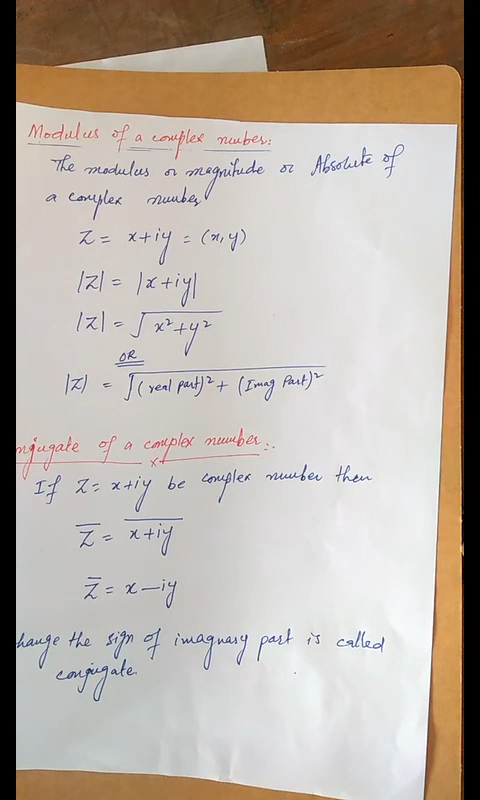 Modulus of a complex number:
The modulus or magnitude or Absolute of
a complex number
Z = x+iy = (x, y)
|Z| = |x+iy|
|Z| = √x²+y²
OR
|Z| = √(real part)² + (Imag Part)²
njugate of a complex number:.
x
If Z = x+iy be complex number then
Z̅ = x̅+̅i̅y̅
Z̅ = x - iy
hange the sign of imagnary part is called
conjugate.